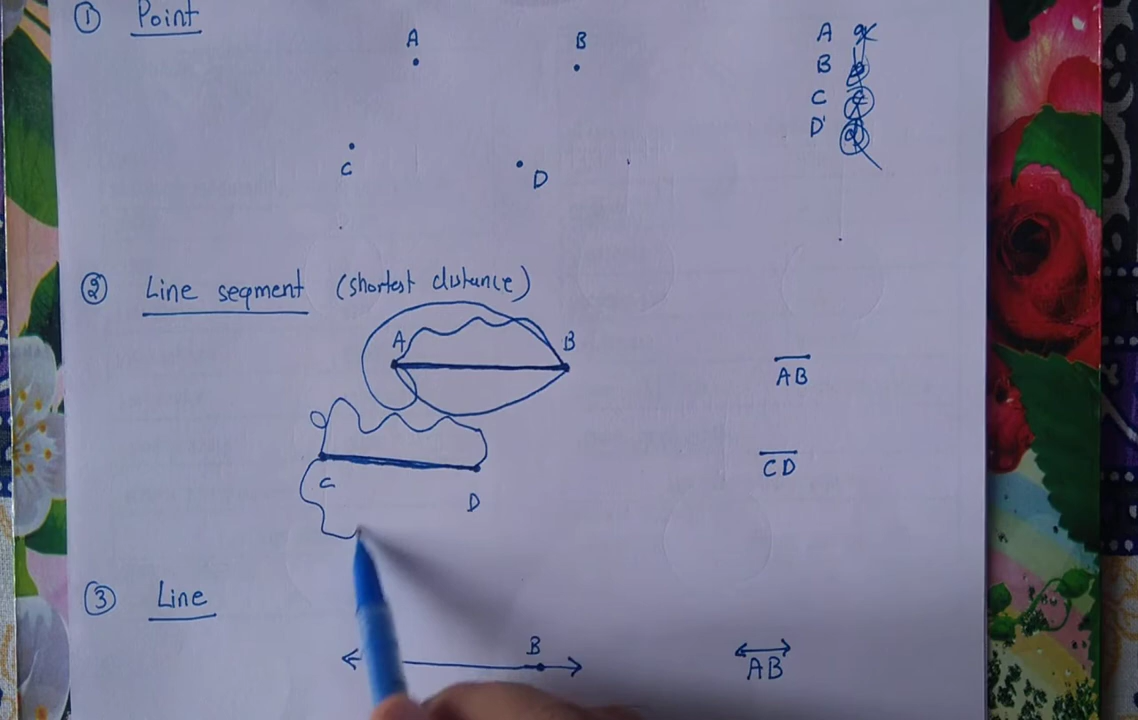 ① Point
A B
C D
A
B
C
D
② Line segment (shortest distance)
A B
AB
C D
CD
③ Line
B
AB